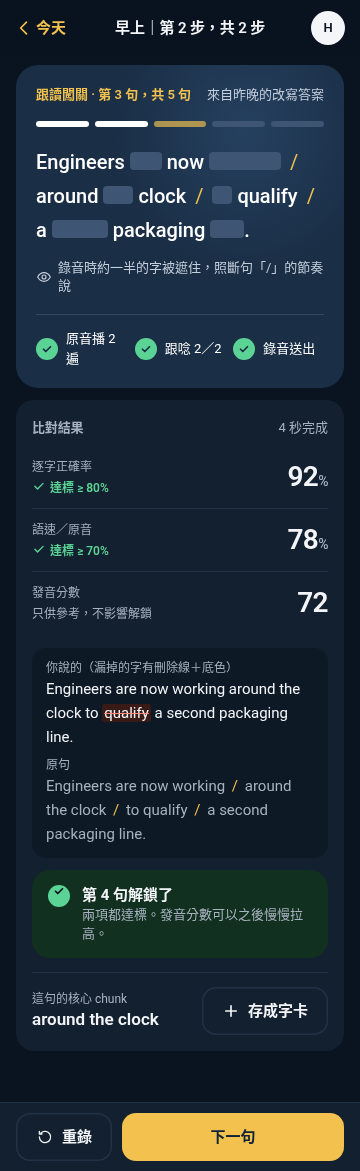 今天
早上｜第 2 步，共 2 步
H
跟讀闖關 · 第 3 句，共 5 句
來自昨晚的改寫答案
Engineers now /
around clock / qualify /
a packaging .
錄音時約一半的字被遮住，照斷句「/」的節奏
說
原音播 2
遍
跟唸 2／2
錄音送出
比對結果
4 秒完成
逐字正確率
達標 ≥ 80%
92%
語速／原音
達標 ≥ 70%
78%
發音分數
只供參考，不影響解鎖
72
你說的（漏掉的字有刪除線＋底色）
Engineers are now working around the
clock to qualify a second packaging
line.
原句
Engineers are now working / around
the clock / to qualify / a second
packaging line.
第 4 句解鎖了
兩項都達標。發音分數可以之後慢慢拉
高。
這句的核心 chunk
around the clock
存成字卡
重錄
下一句